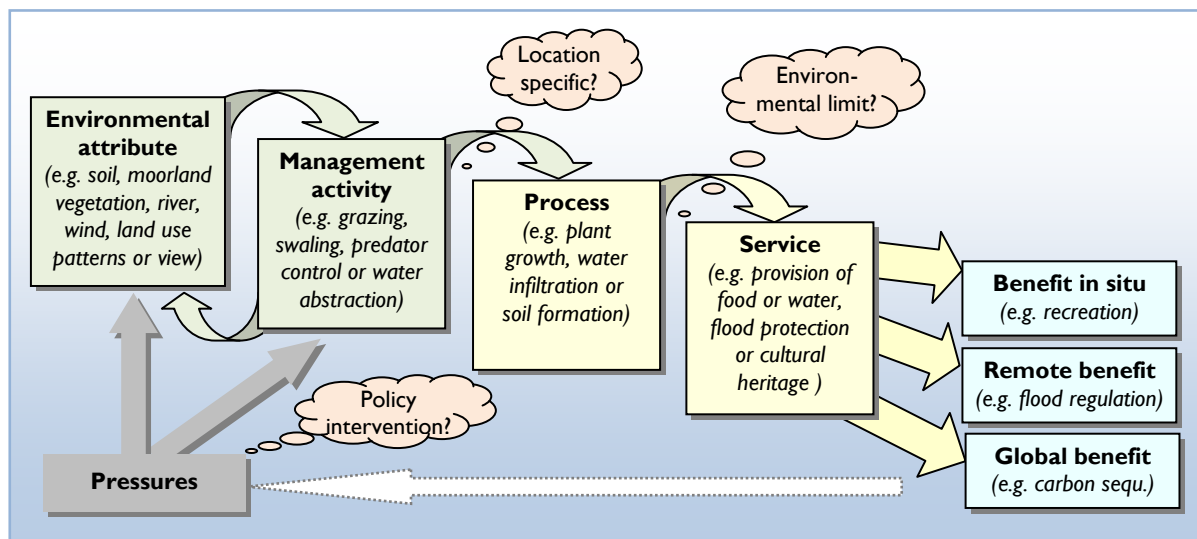 Location
specific?
Environ-
mental limit?
Environmental
attribute
(e.g. soil, moorland
vegetation, river,
wind, land use
patterns or view)
Management
activity
(e.g. grazing,
swaling, predator
control or water
abstraction)
Process
(e.g. plant
growth, water
infiltration or
soil formation)
Service
(e.g. provision of
food or water,
flood protection
or cultural
heritage )
Benefit in situ
(e.g. recreation)
Remote benefit
(e.g. flood regulation)
Global benefit
(e.g. carbon sequ.)
Policy
intervention?
Pressures